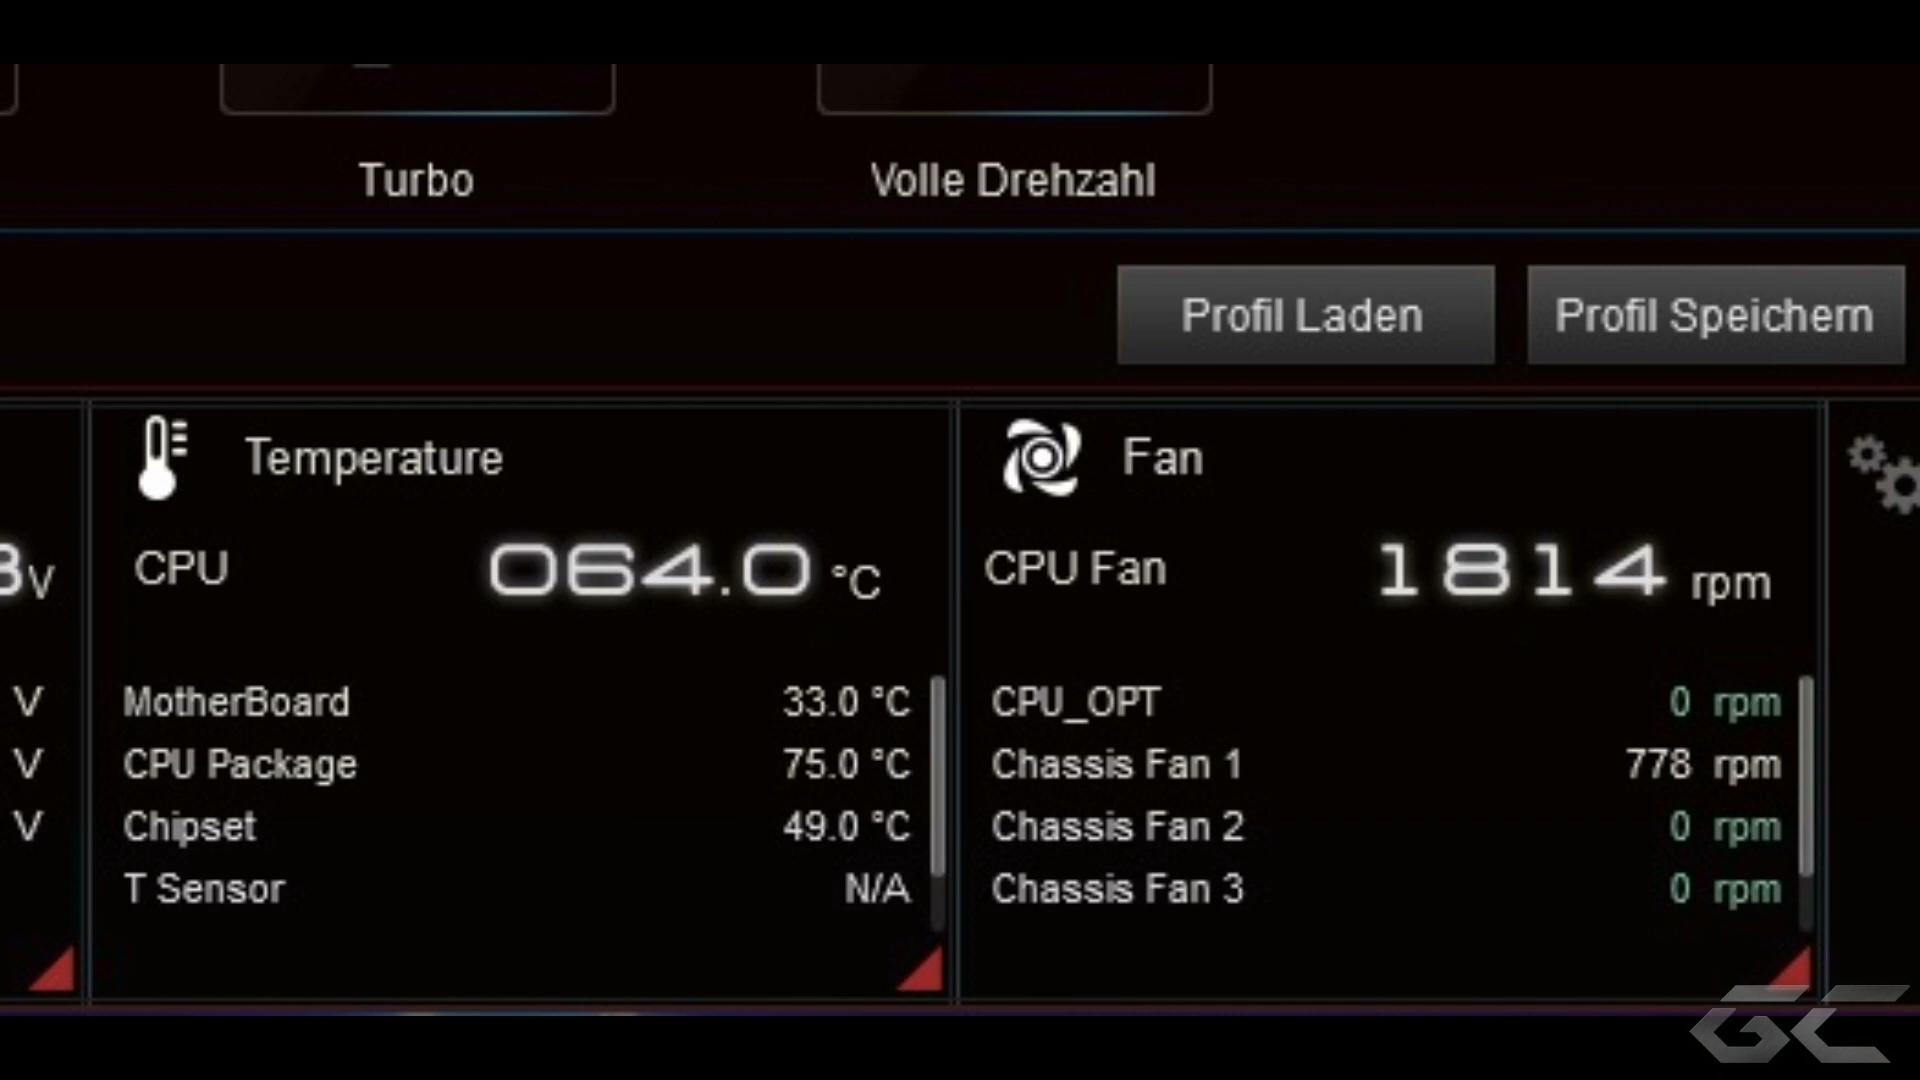 Turbo
Volle Drehzahl
Profil Laden
Profil Speichern
Temperature
Fan
V
CPU
064.0 °C
CPU Fan
1814 rpm
V
MotherBoard
33.0 °C
CPU_OPT
0 rpm
V
CPU Package
75.0 °C
Chassis Fan 1
778 rpm
V
Chipset
49.0 °C
Chassis Fan 2
0 rpm
T Sensor
N/A
Chassis Fan 3
0 rpm
GC